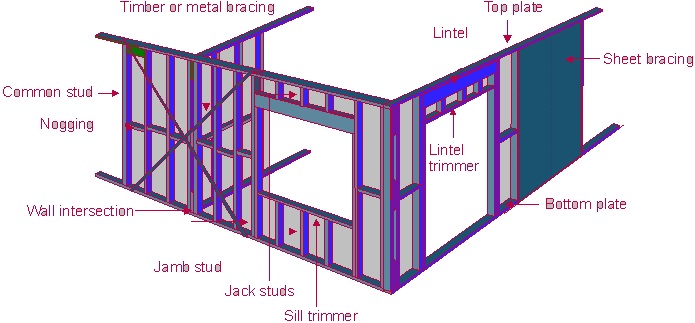 Timber or metal bracing
Top plate
Lintel
Sheet bracing
Common stud
Nogging
Lintel
trimmer
Wall intersection
Bottom plate
Jamb stud
Jack studs
Sill trimmer